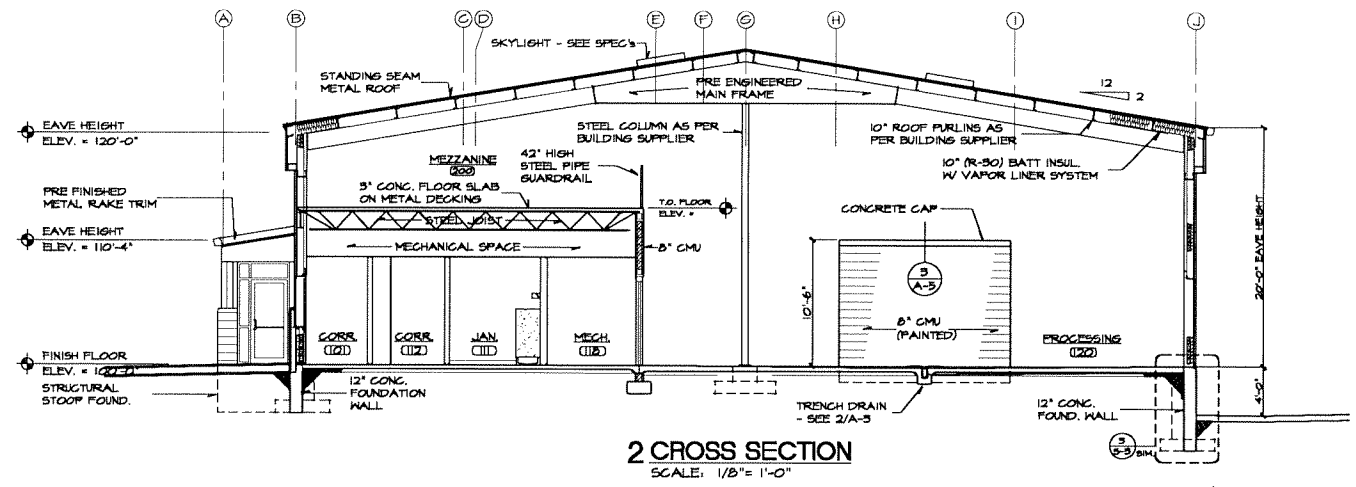 A B C D E F G H I J
SKYLIGHT - SEE SPEC'S
STANDING SEAM
METAL ROOF
PRE ENGINEERED
MAIN FRAME
12
2
EAVE HEIGHT
ELEV. = 120'-0"
STEEL COLUMN AS PER
BUILDING SUPPLIER
10" ROOF PURLINS AS
PER BUILDING SUPPLIER
MEZZANINE
200
42" HIGH
STEEL PIPE
GUARDRAIL
10" (R-30) BATT INSUL.
W/ VAPOR LINER SYSTEM
3" CONC. FLOOR SLAB
ON METAL DECKING
PRE FINISHED
METAL RAKE TRIM
T.O. FLOOR
ELEV. =
CONCRETE CAP
STEEL JOIST
EAVE HEIGHT
ELEV. = 110'-4"
MECHANICAL SPACE
8" CMU
20'-0" EAVE HEIGHT
3
A-5
10'-6"
8" CMU
(PAINTED)
CORR.
101
CORR.
112
JAN.
111
MECH.
118
PROCESSING
120
FINISH FLOOR
ELEV. = 100'-0"
STRUCTURAL
STOOP FOUND.
12" CONC.
FOUNDATION
WALL
TRENCH DRAIN
- SEE 2/A-5
12" CONC.
FOUND. WALL
4'-0"
3
S-3
SIM.
2 CROSS SECTION
SCALE: 1/8" = 1'-0"